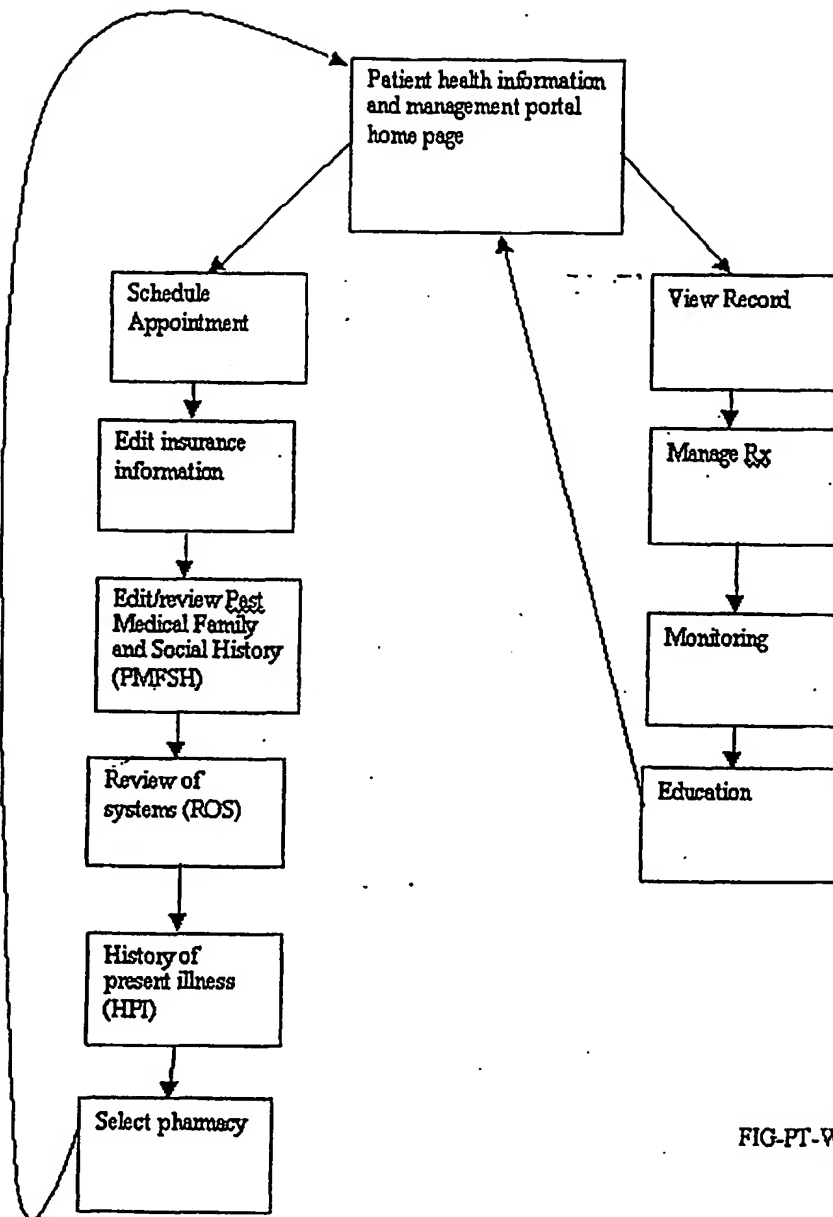 Patient health information
and management portal
home page
Schedule
Appointment
View Record
Edit insurance
information
Manage Rx
Edit/review Past
Medical Family
and Social History
(PMFSH)
Monitoring
Review of
systems (ROS)
Education
History of
present illness
(HPI)
Select pharmacy
FIG-PT-W